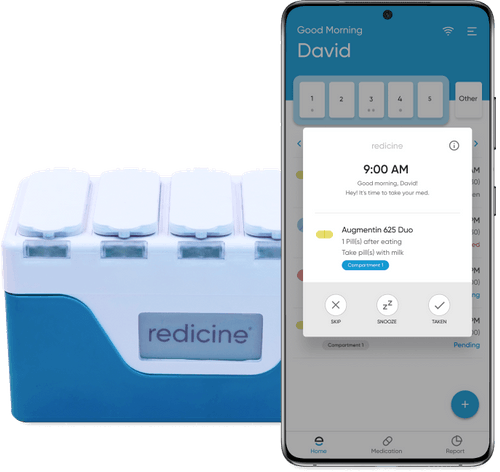 Good Morning
David
1
2
3
4
5
Other
redicine
9:00 AM
Good morning, David!
Hey! It's time to take your med.
Augmentin 625 Duo
1 Pill(s) after eating
Take pill(s) with milk
Compartment 1
SKIP
SNOOZE
TAKEN
Compartment 1
Pending
Home
Medication
Report
redicine